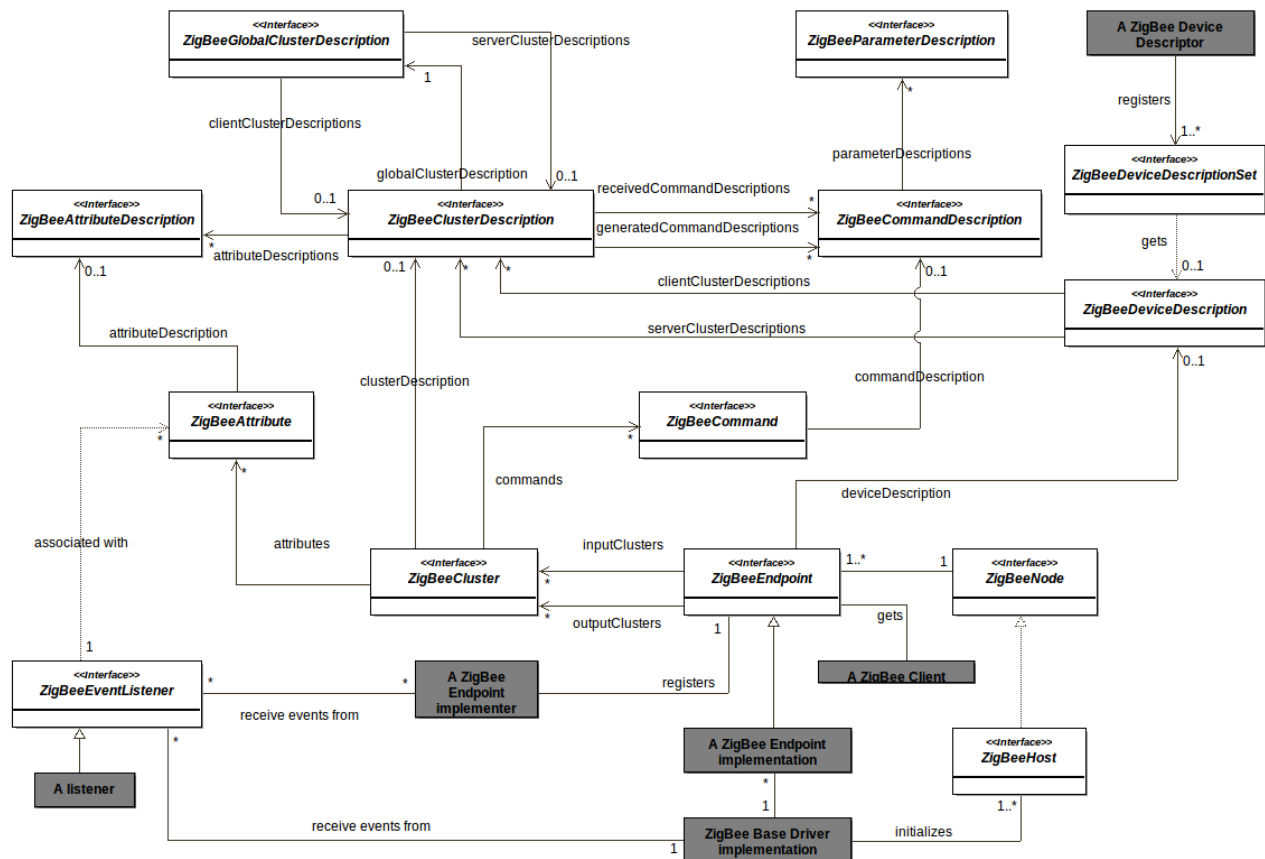 <<Interface>>
ZigBeeGlobalClusterDescription
serverClusterDescriptions
<<Interface>>
ZigBeeParameterDescription
A ZigBee Device
Descriptor
1
*
registers
clientClusterDescriptions
1..*
parameterDescriptions
<<Interface>>
ZigBeeDeviceDescriptionSet
globalClusterDescription
0..1
0..1
receivedCommandDescriptions
<<Interface>>
ZigBeeAttributeDescription
<<Interface>>
ZigBeeClusterDescription
*
<<Interface>>
ZigBeeCommandDescription
generatedCommandDescriptions
*
attributeDescriptions
*
gets
0..1
0..1
*
*
0..1
0..1
clientClusterDescriptions
<<Interface>>
ZigBeeDeviceDescription
serverClusterDescriptions
attributeDescription
0..1
clusterDescription
commandDescription
<<Interface>>
ZigBeeAttribute
<<Interface>>
ZigBeeCommand
*
*
*
commands
deviceDescription
associated with
attributes
inputClusters
<<Interface>>
ZigBeeCluster
<<Interface>>
ZigBeeEndpoint
1..*
1
<<Interface>>
ZigBeeNode
*
*
outputClusters
1
gets
1
<<Interface>>
ZigBeeEventListener
*
*
A ZigBee
Endpoint
implementer
registers
A ZigBee Client
receive events from
*
A ZigBee Endpoint
implementation
<<Interface>>
ZigBeeHost
A listener
*
1
1..*
receive events from
1
ZigBee Base Driver
implementation
initializes